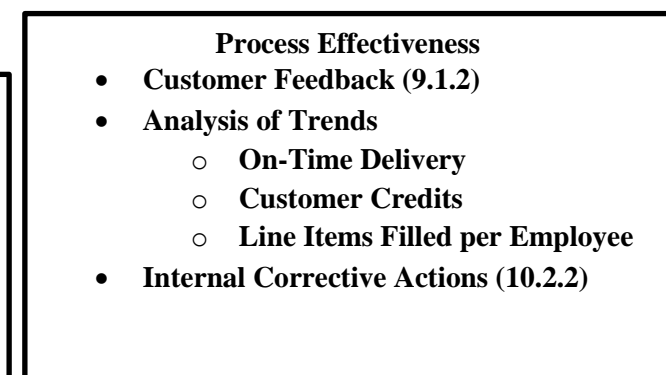 Process Effectiveness
• Customer Feedback (9.1.2)
• Analysis of Trends
o On-Time Delivery
o Customer Credits
o Line Items Filled per Employee
• Internal Corrective Actions (10.2.2)